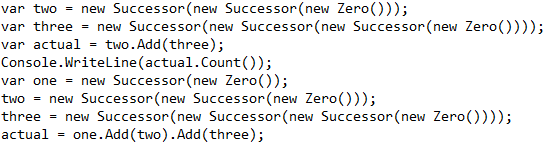 var two = new Successor(new Successor(new Zero()));
var three = new Successor(new Successor(new Successor(new Zero())));
var actual = two.Add(three);
Console.WriteLine(actual.Count());
var one = new Successor(new Zero());
two = new Successor(new Successor(new Zero()));
three = new Successor(new Successor(new Successor(new Zero())));
actual = one.Add(two).Add(three);